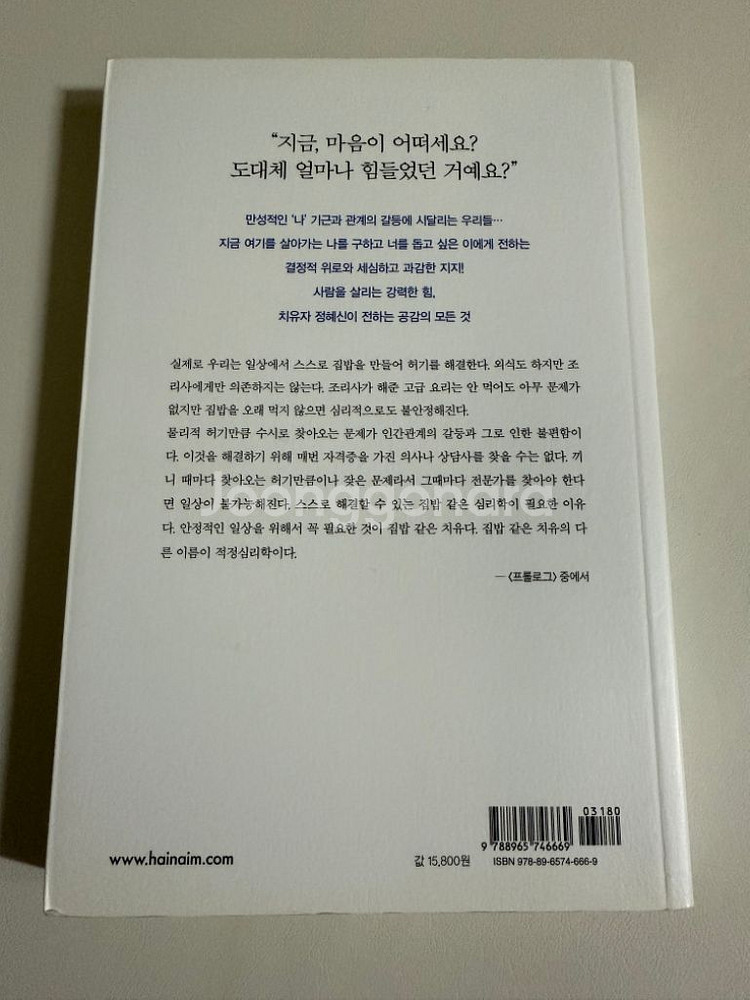 “지금, 마음이 어떠세요?
도대체 얼마나 힘들었던 거예요?”
만성적인 ‘나’ 기근과 관계의 갈등에 시달리는 우리들…
지금 여기를 살아가는 나를 구하고 너를 돕고 싶은 이에게 전하는
결정적 위로와 세심하고 과감한 지지!
사람을 살리는 강력한 힘,
치유자 정혜신이 전하는 공감의 모든 것
실제로 우리는 일상에서 스스로 집밥을 만들어 허기를 해결한다. 외식도 하지만 조
리사에게만 의존하지는 않는다. 조리사가 해준 고급 요리는 안 먹어도 아무 문제가
없지만 집밥을 오래 먹지 않으면 심리적으로도 불안정해진다.
물리적 허기만큼 수시로 찾아오는 문제가 인간관계의 갈등과 그로 인한 불편함이
다. 이것을 해결하기 위해 매번 자격증을 가진 의사나 상담사를 찾을 수는 없다. 끼
니 때마다 찾아오는 허기만큼이나 잦은 문제라서 그때마다 전문가를 찾아야 한다
면 일상이 불가능해진다. 스스로 해결할 수 있는 집밥 같은 심리학이 필요한 이유
다. 안정적인 일상을 위해서 꼭 필요한 것이 집밥 같은 치유다. 집밥 같은 치유의 다
른 이름이 적정심리학이다.
―〈프롤로그〉 중에서
Joonggonara
03180
9 788965 746669
www.hainaim.com
값 15,800원
ISBN 978-89-6574-666-9